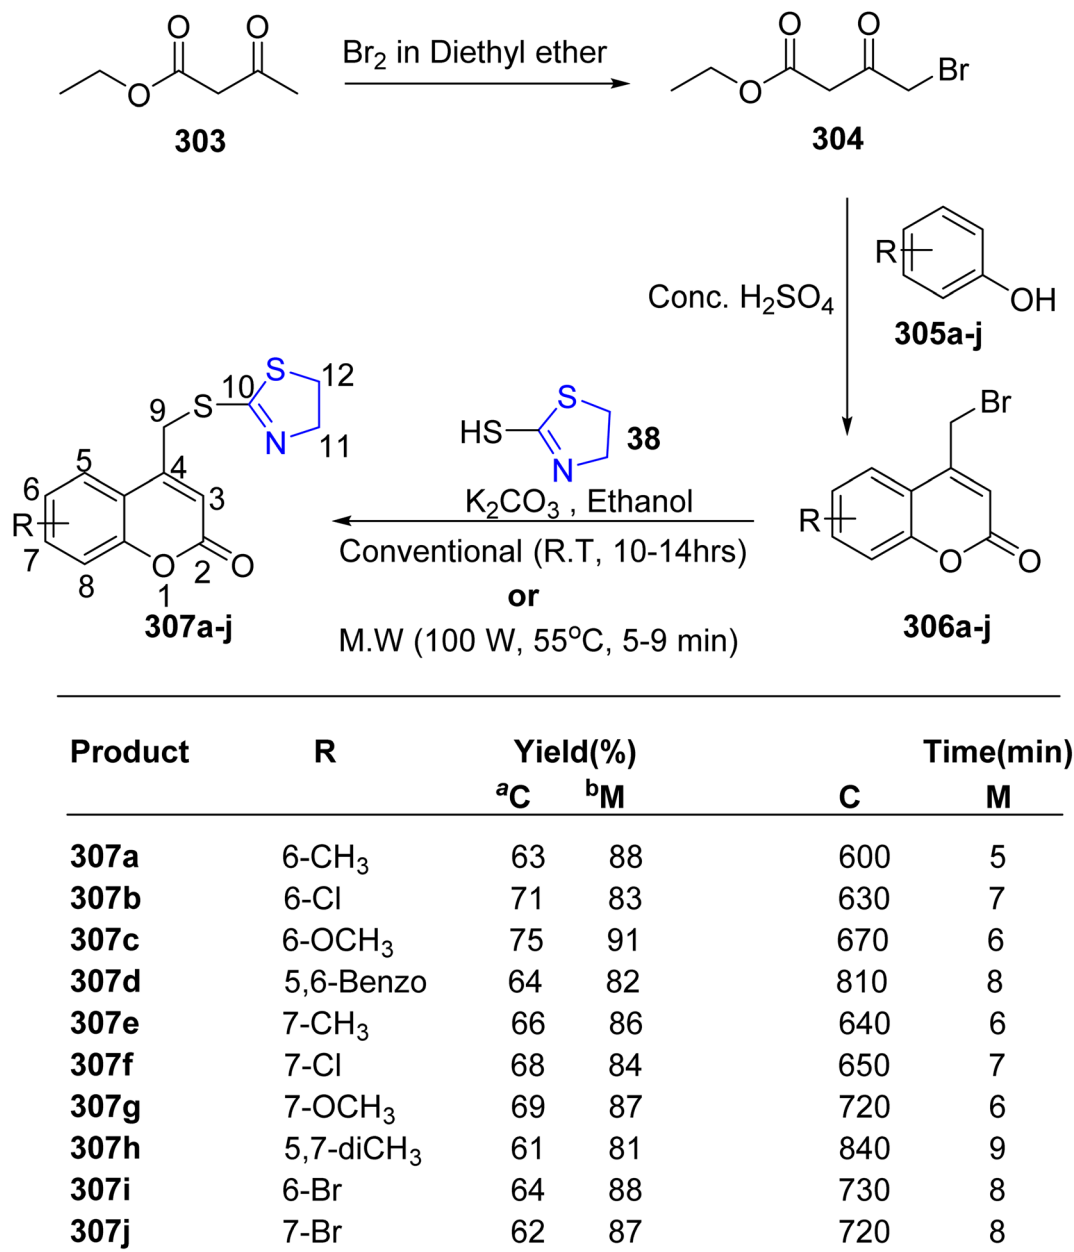 O O
Br2 in Diethyl ether
O
303
O O
Br
O
304
R
OH
305a-j
Conc. H2SO4
S 12
10
9 S
N 11
5 4
6 3
R
7 O O
8 1 2
307a-j
S
HS 38
N
K2CO3 , Ethanol
Conventional (R.T, 10-14hrs)
or
M.W (100 W, 55oC, 5-9 min)
Br
R
O O
306a-j
Product R Yield(%) Time(min)
aC bM C M
307a 6-CH3 63 88 600 5
307b 6-Cl 71 83 630 7
307c 6-OCH3 75 91 670 6
307d 5,6-Benzo 64 82 810 8
307e 7-CH3 66 86 640 6
307f 7-Cl 68 84 650 7
307g 7-OCH3 69 87 720 6
307h 5,7-diCH3 61 81 840 9
307i 6-Br 64 88 730 8
307j 7-Br 62 87 720 8